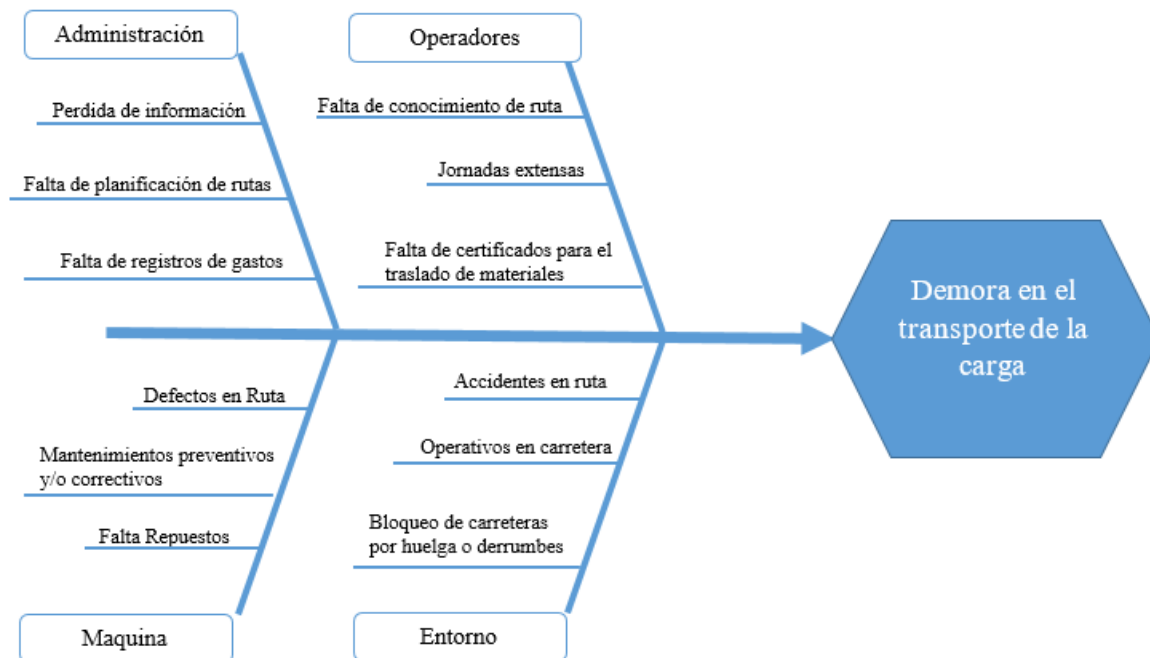 Administración
Operadores
Perdida de información
Falta de planificación de rutas
Falta de registros de gastos
Falta de conocimiento de ruta
Jornadas extensas
Falta de certificados para el
traslado de materiales
Demora en el
transporte de la
carga
Defectos en Ruta
Mantenimientos preventivos
y/o correctivos
Falta Repuestos
Accidentes en ruta
Operativos en carretera
Bloqueo de carreteras
por huelga o derrumbes
Maquina
Entorno